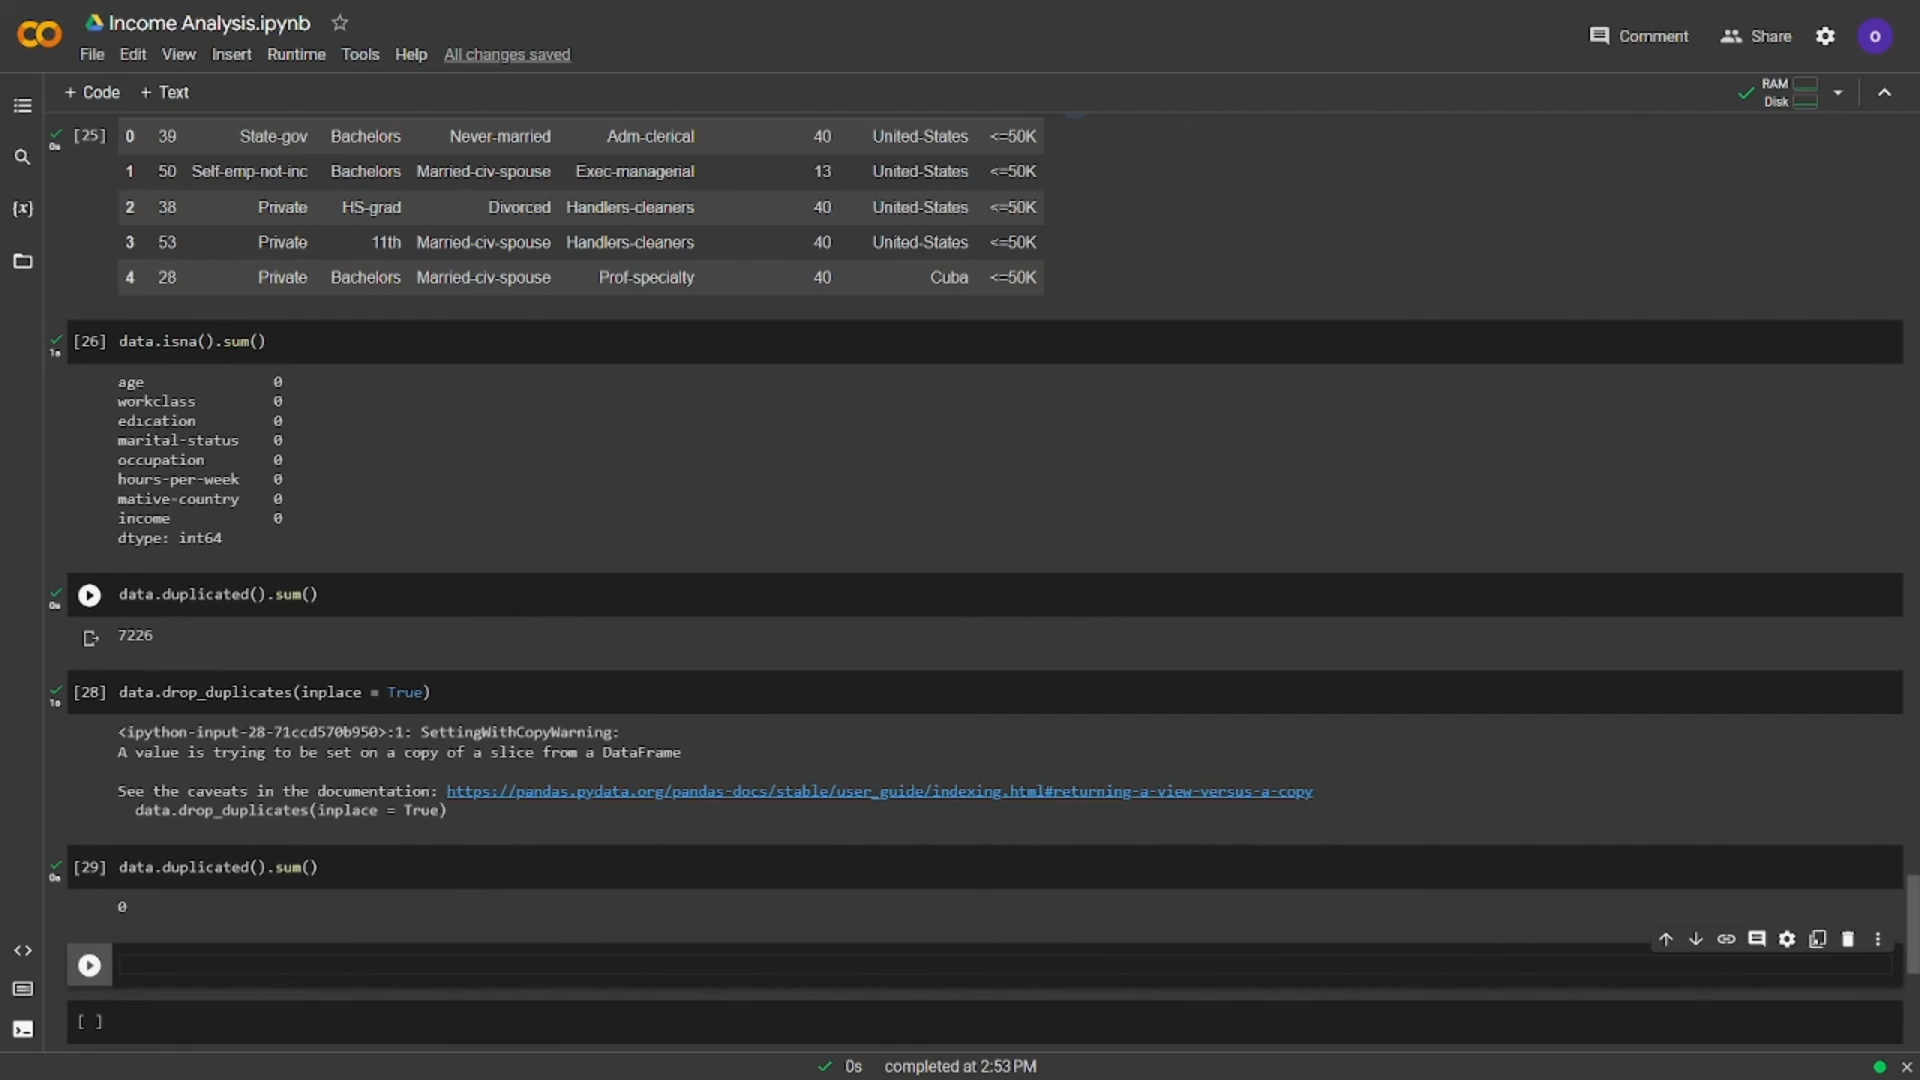 Income Analysis.ipynb
File Edit View Insert Runtime Tools Help All changes saved
Comment Share O
+ Code + Text
RAM
Disk
[25] 0 39 State-gov Bachelors Never-married Adm-clerical 40 United-States <=50K
0s
1 50 Self-emp-not-inc Bachelors Married-civ-spouse Exec-managerial 13 United-States <=50K
2 38 Private HS-grad Divorced Handlers-cleaners 40 United-States <=50K
3 53 Private 11th Married-civ-spouse Handlers-cleaners 40 United-States <=50K
4 28 Private Bachelors Married-civ-spouse Prof-specialty 40 Cuba <=50K
[26] data.isna().sum()
1s
age 0
workclass 0
edication 0
marital-status 0
occupation 0
hours-per-week 0
mative-country 0
income 0
dtype: int64
data.duplicated().sum()
0s
7226
[28] data.drop_duplicates(inplace = True)
1s
<ipython-input-28-71ccd570b950>:1: SettingWithCopyWarning:
A value is trying to be set on a copy of a slice from a DataFrame
See the caveats in the documentation: https://pandas.pydata.org/pandas-docs/stable/user_guide/indexing.html#returning-a-view-versus-a-copy
data.drop_duplicates(inplace = True)
[29] data.duplicated().sum()
0s
0
[ ]
0s completed at 2:53 PM